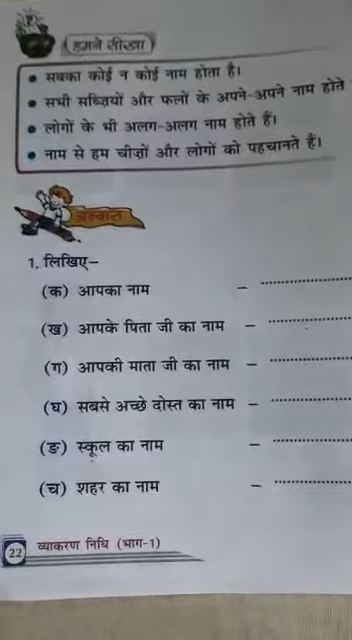 हमने सीखा
• सबका कोई न कोई नाम होता है।
• सभी सब्ज़ियों और फलों के अपने-अपने नाम होते
• लोगों के भी अलग-अलग नाम होते हैं।
• नाम से हम चीज़ों और लोगों को पहचानते हैं।
अभ्यास
1. लिखिए–
(क) आपका नाम – ....................
(ख) आपके पिता जी का नाम – ....................
(ग) आपकी माता जी का नाम – ....................
(घ) सबसे अच्छे दोस्त का नाम – ....................
(ङ) स्कूल का नाम – ....................
(च) शहर का नाम – ....................
22 व्याकरण निधि (भाग-1)